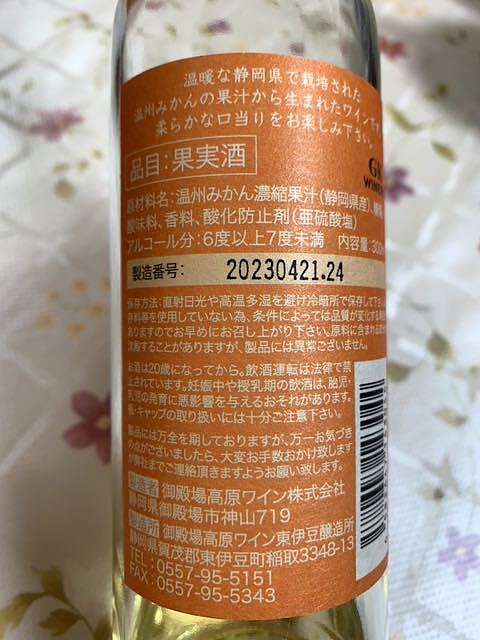 温暖な静岡県で栽培された
温州みかんの果汁から生まれたワインです。
柔らかな口当りをお楽しみ下さい。
品目:果実酒
WINE
原材料名:温州みかん濃縮果汁(静岡県産)、糖類
酸味料、香料、酸化防止剤(亜硫酸塩)
アルコール分:6度以上7度未満 内容量:300
製造番号: 20230421.24
保存方法:直射日光や高温多湿を避け冷暗所で保存して下さ
存料等を使用していない為、条件によっては品質が変化する
ありますのでお早めにお召し上がり下さい。原料に含まれる
沈殿することがありますが、製品には異常ございません。
お酒は20歳になってから。飲酒運転は法律で禁
止されています。妊娠中や授乳期の飲酒は、胎児・
乳児の発育に悪影響を与えるおそれがあります。
瓶・キャップの取り扱いには十分ご注意下さい。
製品には万全を期しておりますが、万一お気づき
の点がございましたら、大変お手数おかけ致します
が弊社までご連絡頂きますようお願い致します。
製造者 御殿場高原ワイン株式会社
静岡県御殿場市神山719
製造所 御殿場高原ワイン東伊豆醸造所
静岡県賀茂郡東伊豆町稲取3348-13
TEL:0557-95-5151
FAX:0557-95-5343